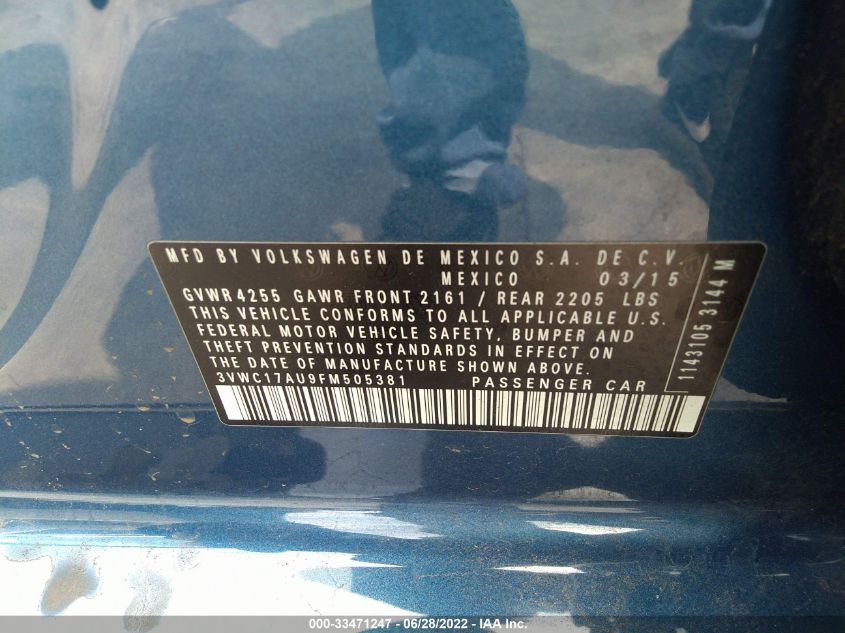 MFD BY VOLKSWAGEN DE MEXICO S.A. DE C.V.
MEXICO 03/15
GVWR 4255 GAWR FRONT 2161 / REAR 2205 LBS
THIS VEHICLE CONFORMS TO ALL APPLICABLE U.S.
FEDERAL MOTOR VEHICLE SAFETY, BUMPER AND
THEFT PREVENTION STANDARDS IN EFFECT ON
THE DATE OF MANUFACTURE SHOWN ABOVE.
3VWC17AU9FM505381 PASSENGER CAR
1143105 3144 M
000-33471247 - 06/28/2022 - IAA Inc.